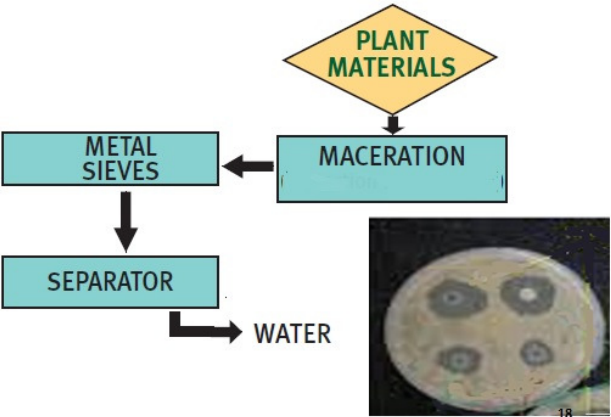 PLANT
MATERIALS
MACERATION
METAL
SIEVES
SEPARATOR
WATER
18